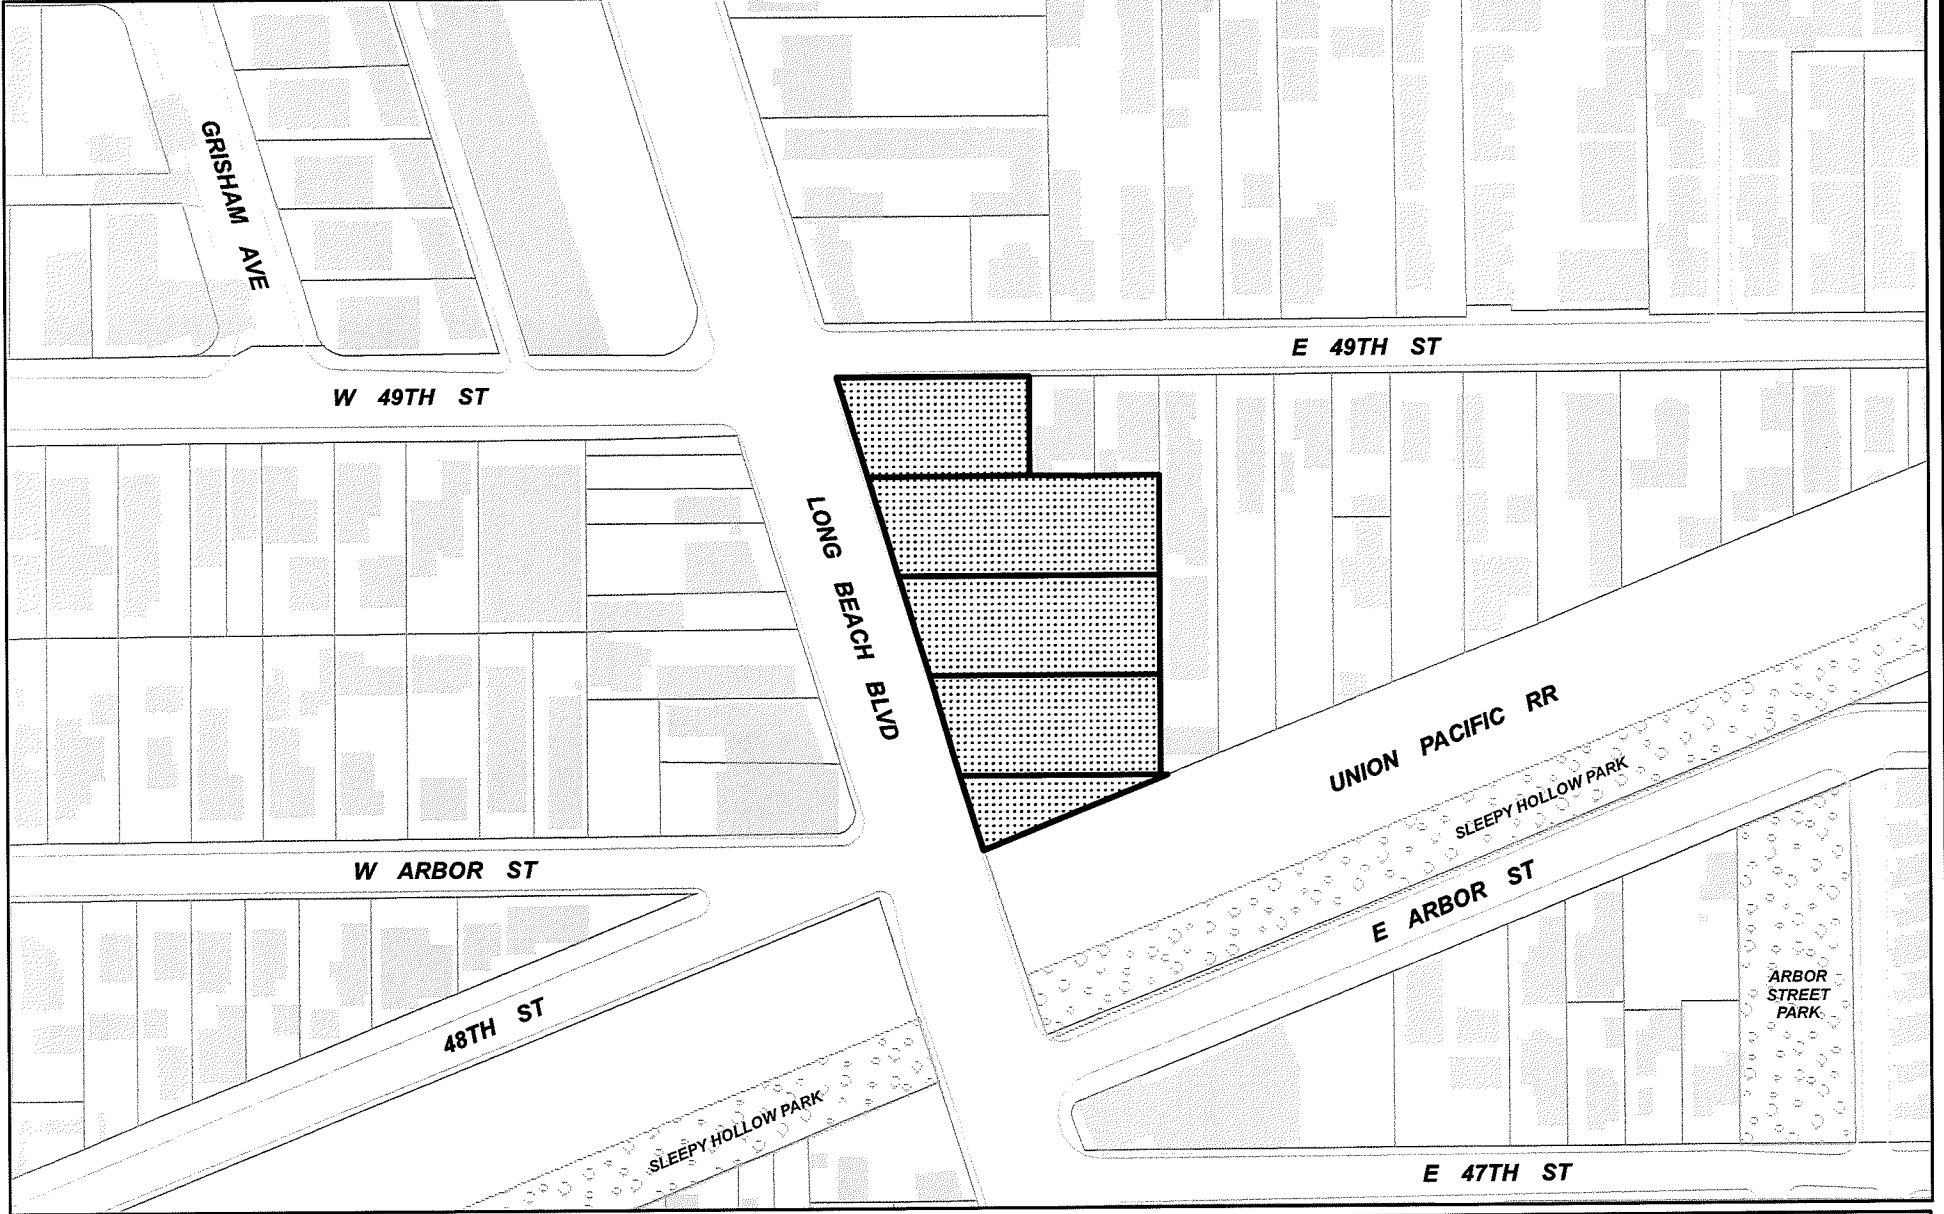 GRISHAM AVE
E 49TH ST
W 49TH ST
LONG BEACH BLVD
UNION PACIFIC RR
SLEEPY HOLLOW PARK
W ARBOR ST
E ARBOR ST
ARBOR
STREET
PARK
48TH ST
SLEEPY HOLLOW PARK
E 47TH ST